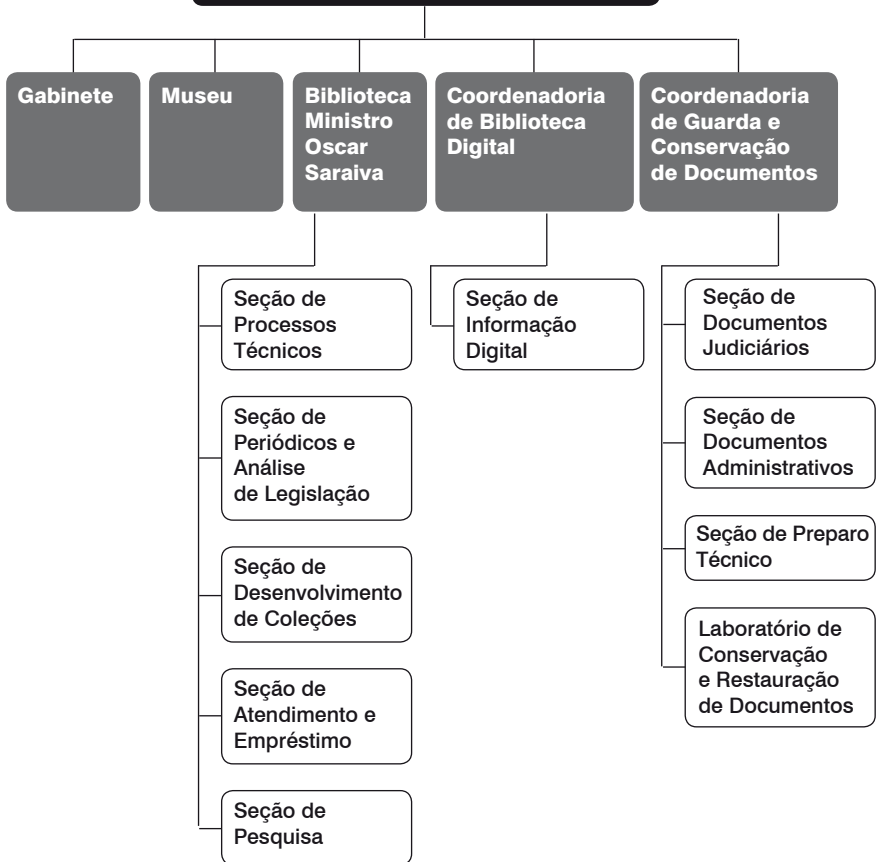 Gabinete
Museu
Biblioteca
Ministro
Oscar
Saraiva
Coordenadoria
de Biblioteca
Digital
Coordenadoria
de Guarda e
Conservação
de Documentos
Seção de
Processos
Técnicos
Seção de
Periódicos e
Análise
de Legislação
Seção de
Desenvolvimento
de Coleções
Seção de
Atendimento e
Empréstimo
Seção de
Pesquisa
Seção de
Informação
Digital
Seção de
Documentos
Judiciários
Seção de
Documentos
Administrativos
Seção de Preparo
Técnico
Laboratório de
Conservação
e Restauração
de Documentos